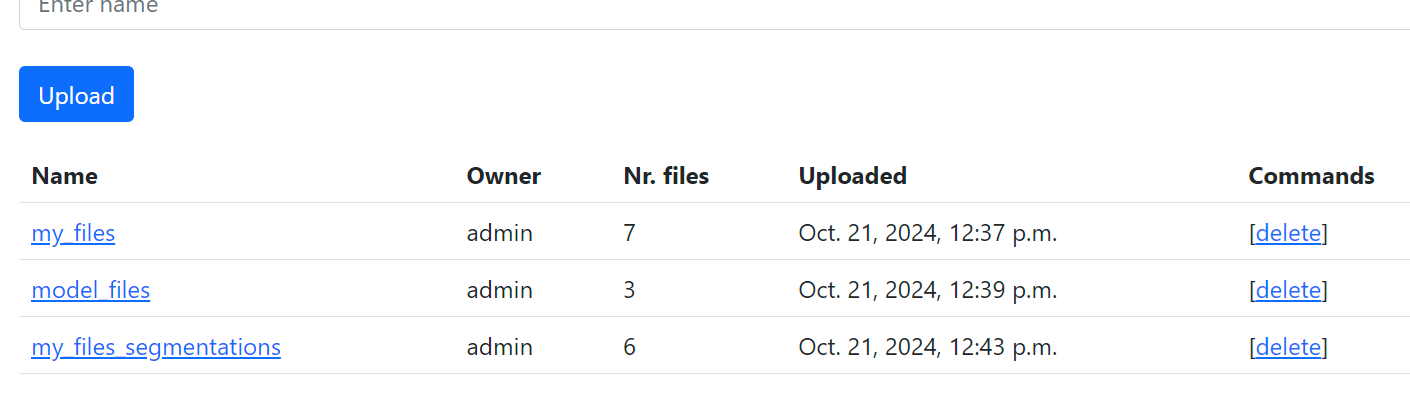 Enter name
Upload
Name Owner Nr. files Uploaded Commands
my_files admin 7 Oct. 21, 2024, 12:37 p.m. [delete]
model_files admin 3 Oct. 21, 2024, 12:39 p.m. [delete]
my_files_segmentations admin 6 Oct. 21, 2024, 12:43 p.m. [delete]